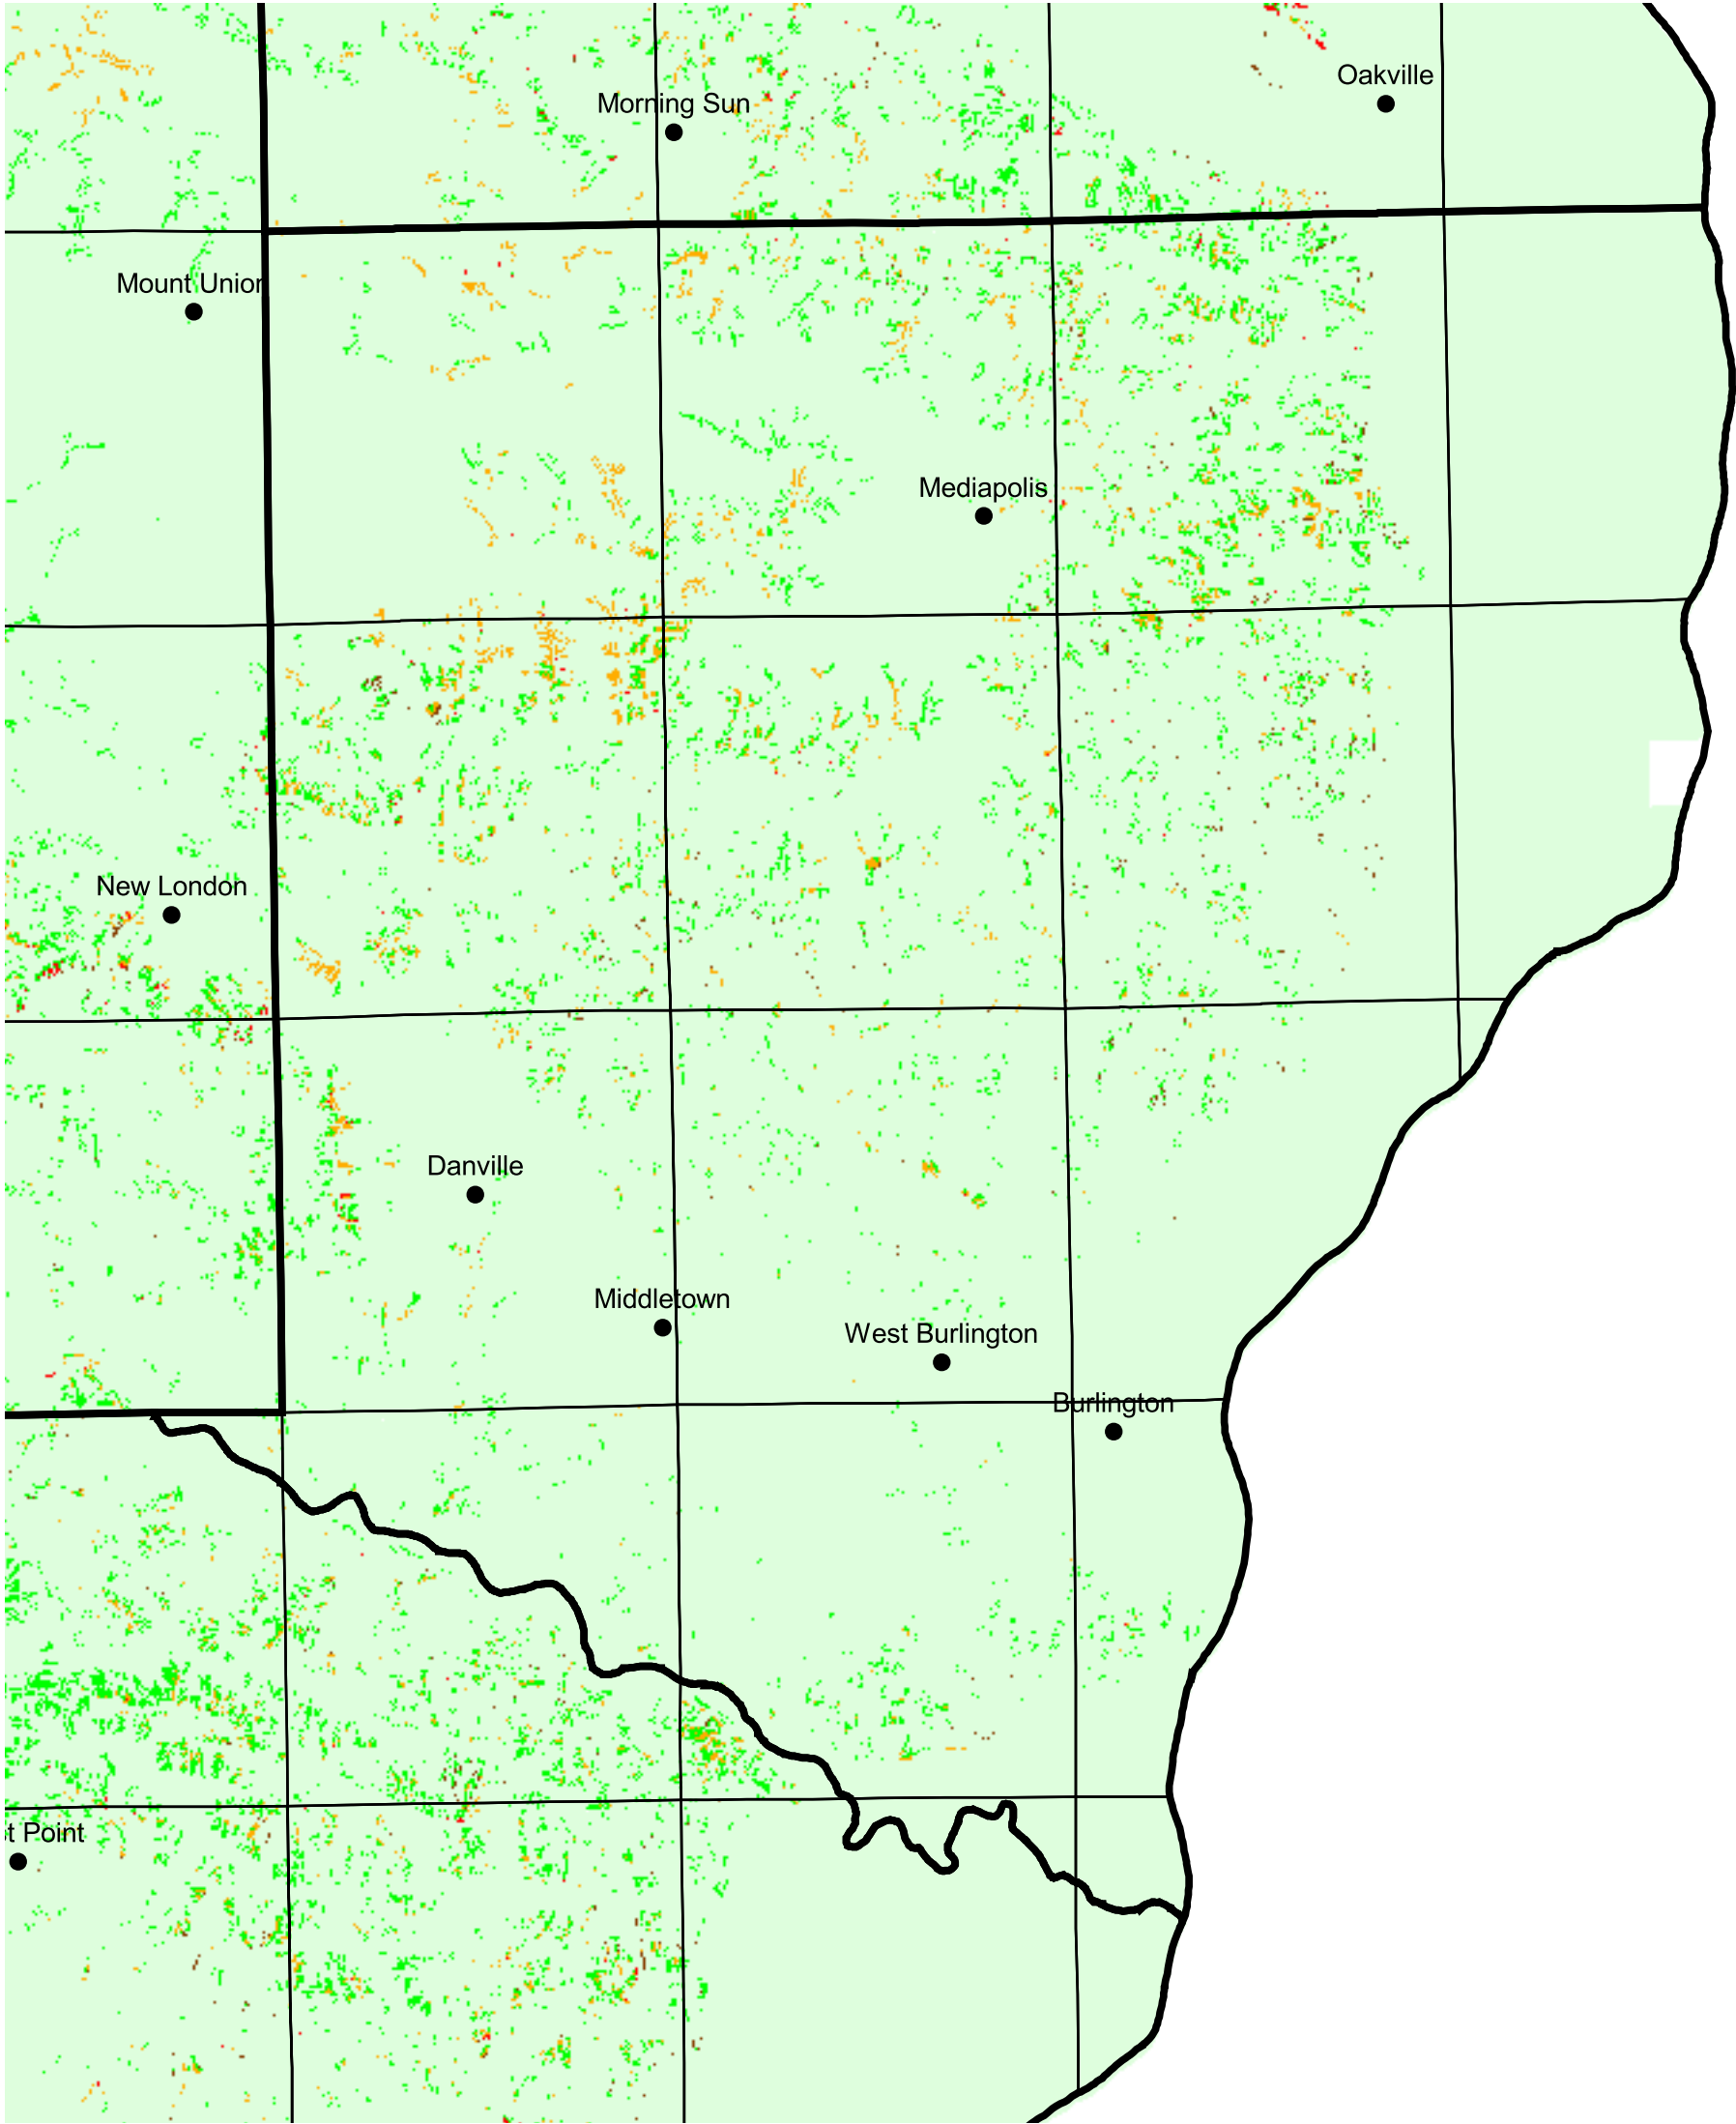 Oakville
Morning Sun
Mount Union
Mediapolis
New London
Danville
Middletown
West Burlington
Burlington
t Point